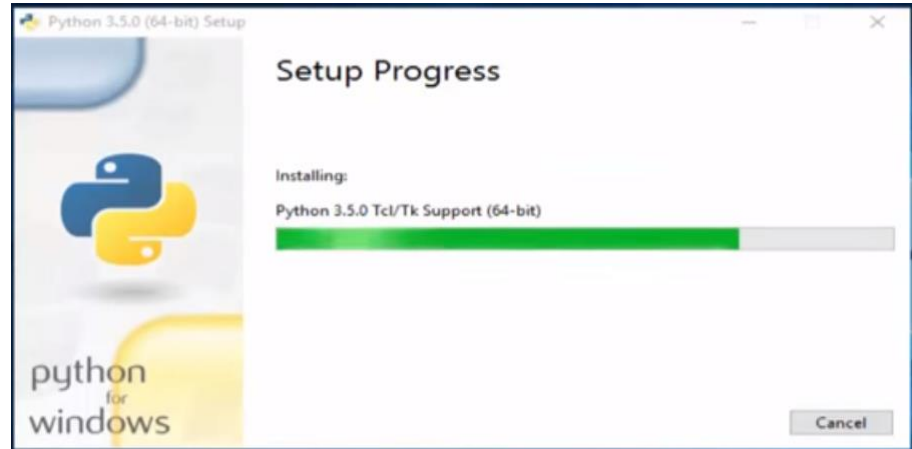 Python 3.5.0 (64-bit) Setup
Setup Progress
Installing:
Python 3.5.0 Tcl/Tk Support (64-bit)
python
for
windows
Cancel